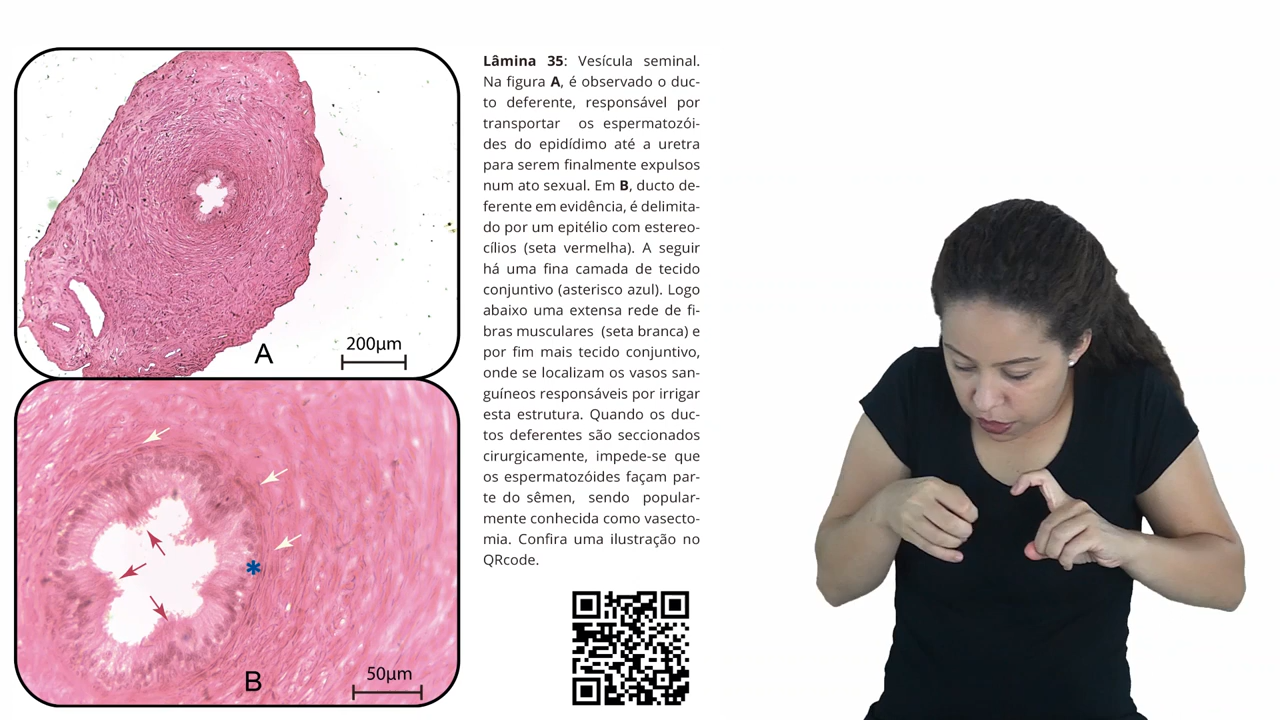 A
200µm
B
50µm
Lâmina 35: Vesícula seminal.
Na figura A, é observado o duc-
to deferente, responsável por
transportar os espermatozói-
des do epidídimo até a uretra
para serem finalmente expulsos
num ato sexual. Em B, ducto de-
ferente em evidência, é delimita-
do por um epitélio com estereo-
cílios (seta vermelha). A seguir
há uma fina camada de tecido
conjuntivo (asterisco azul). Logo
abaixo uma extensa rede de fi-
bras musculares (seta branca) e
por fim mais tecido conjuntivo,
onde se localizam os vasos san-
guíneos responsáveis por irrigar
esta estrutura. Quando os duc-
tos deferentes são seccionados
cirurgicamente, impede-se que
os espermatozóides façam par-
te do sêmen, sendo popular-
mente conhecida como vasecto-
mia. Confira uma ilustração no
QRcode.